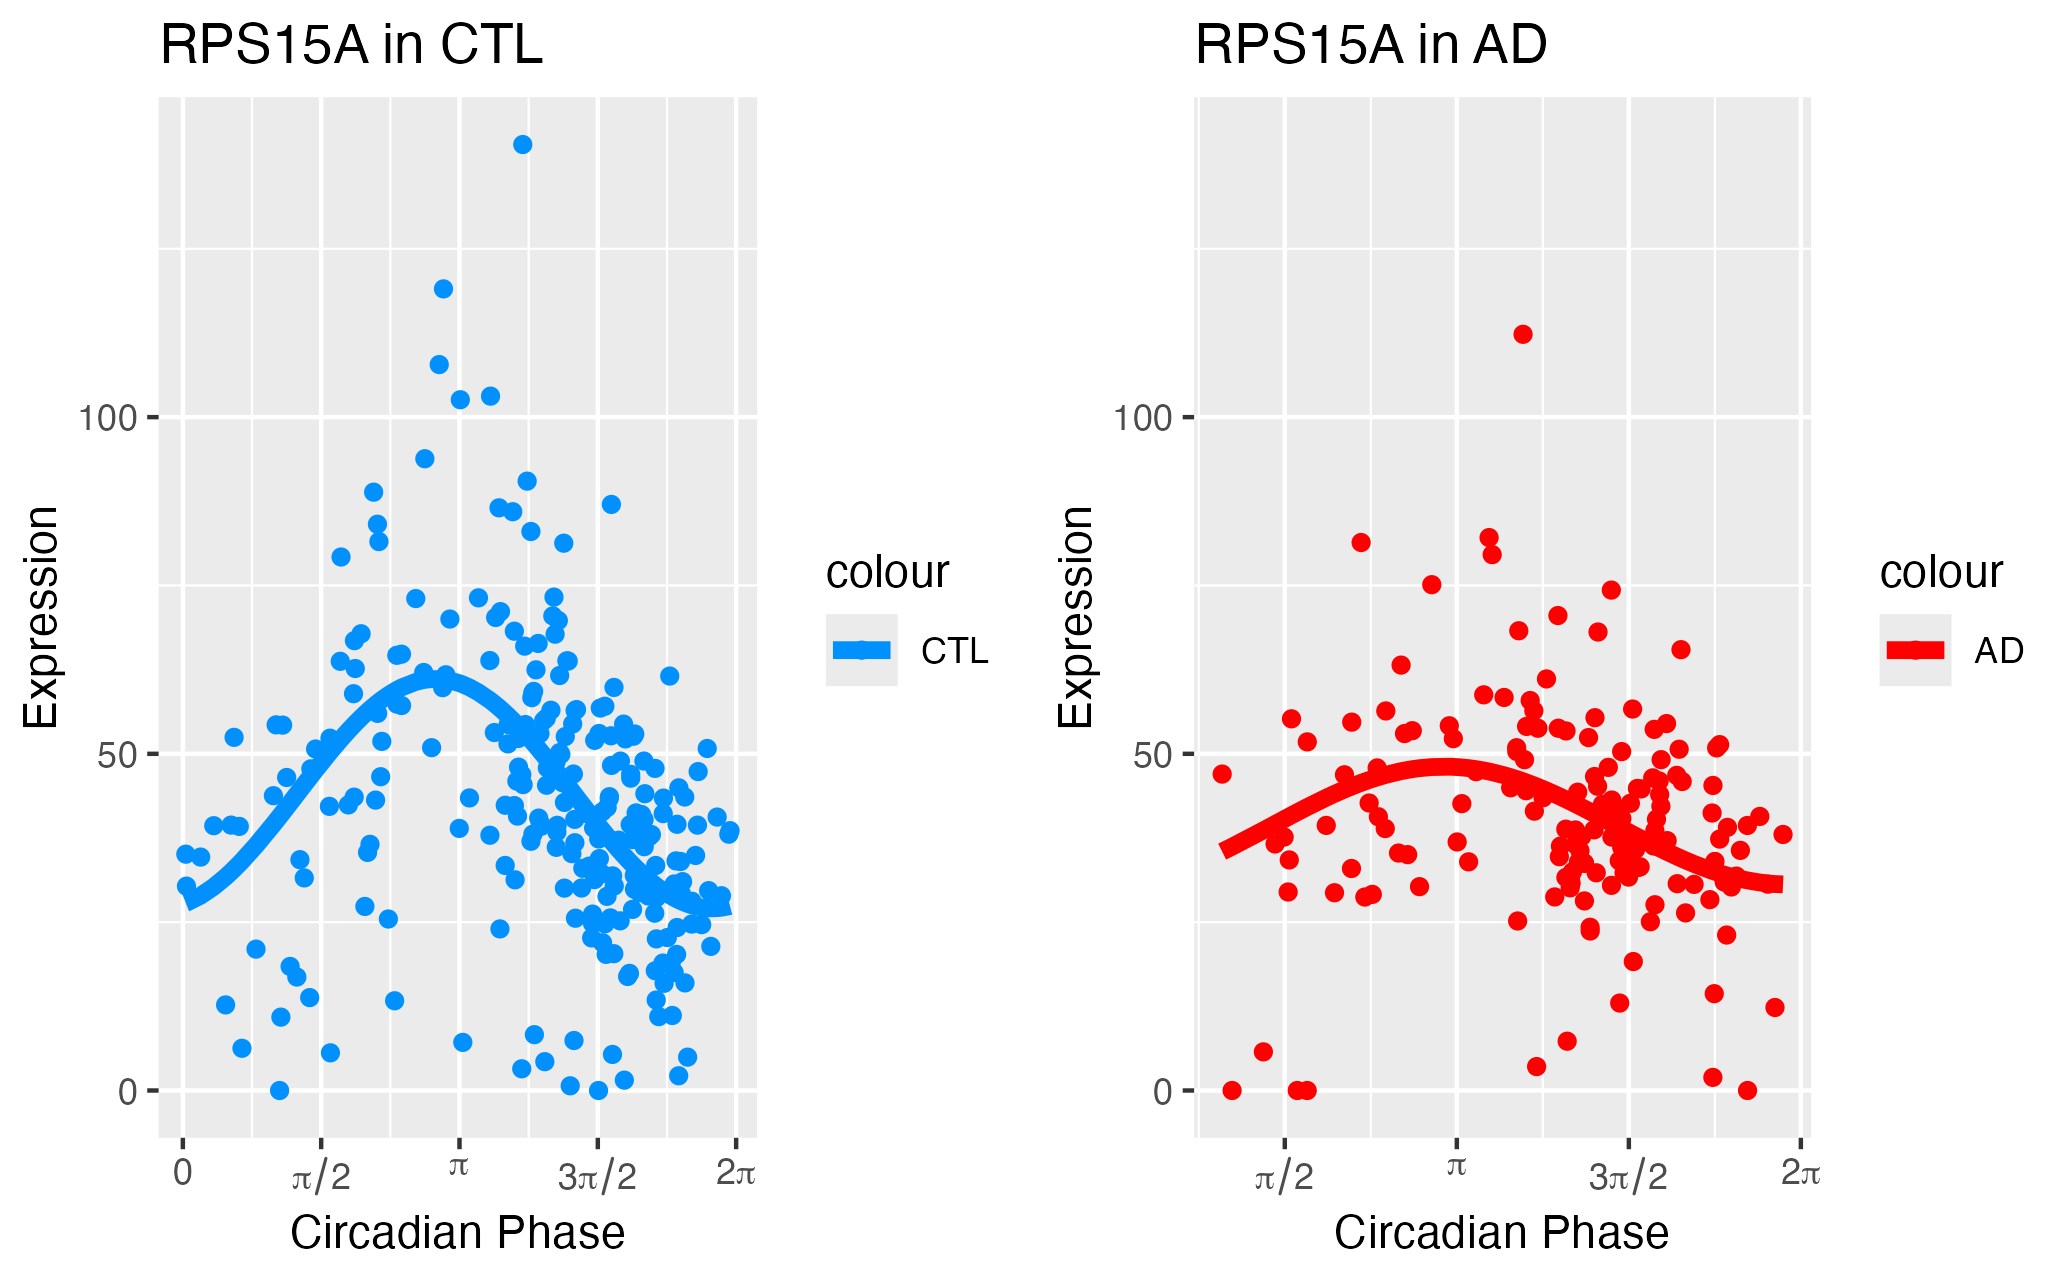 RPS15A in CTL
Expression
100
50
0
0
π/2
π
3π/2
2π
Circadian Phase
colour
CTL
RPS15A in AD
Expression
100
50
0
π/2
π
3π/2
2π
Circadian Phase
colour
AD